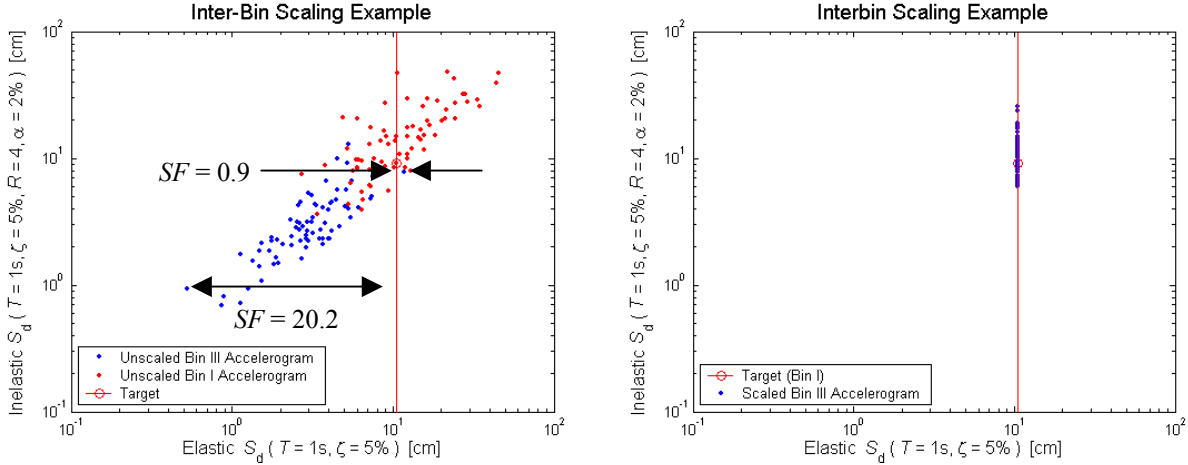 Inter-Bin Scaling Example
10^2
10^1
10^0
10^-1
Inelastic S_d ( T = 1s, ζ = 5%, R = 4, α = 2% ) [cm]
SF = 0.9
SF = 20.2
Unscaled Bin III Accelerogram
Unscaled Bin I Accelerogram
Target
10^-1 10^0 10^1 10^2
Elastic S_d ( T = 1s, ζ = 5% ) [cm]
Interbin Scaling Example
10^2
10^1
10^0
10^-1
Inelastic S_d ( T = 1s, ζ = 5%, R = 4, α = 2% ) [cm]
Target (Bin I)
Scaled Bin III Accelerogram
10^-1 10^0 10^1 10^2
Elastic S_d ( T = 1s, ζ = 5% ) [cm]